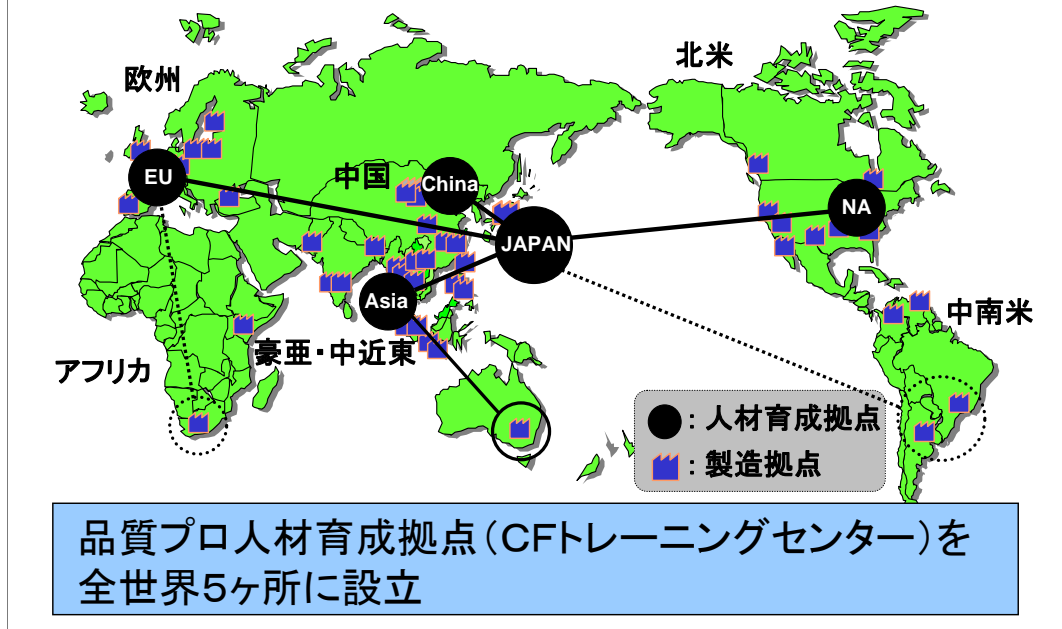 欧州
北米
中国
EU
China
NA
JAPAN
Asia
中南米
豪亜・中近東
アフリカ
●：人材育成拠点
：製造拠点
品質プロ人材育成拠点（CFトレーニングセンター）を
全世界5ヶ所に設立